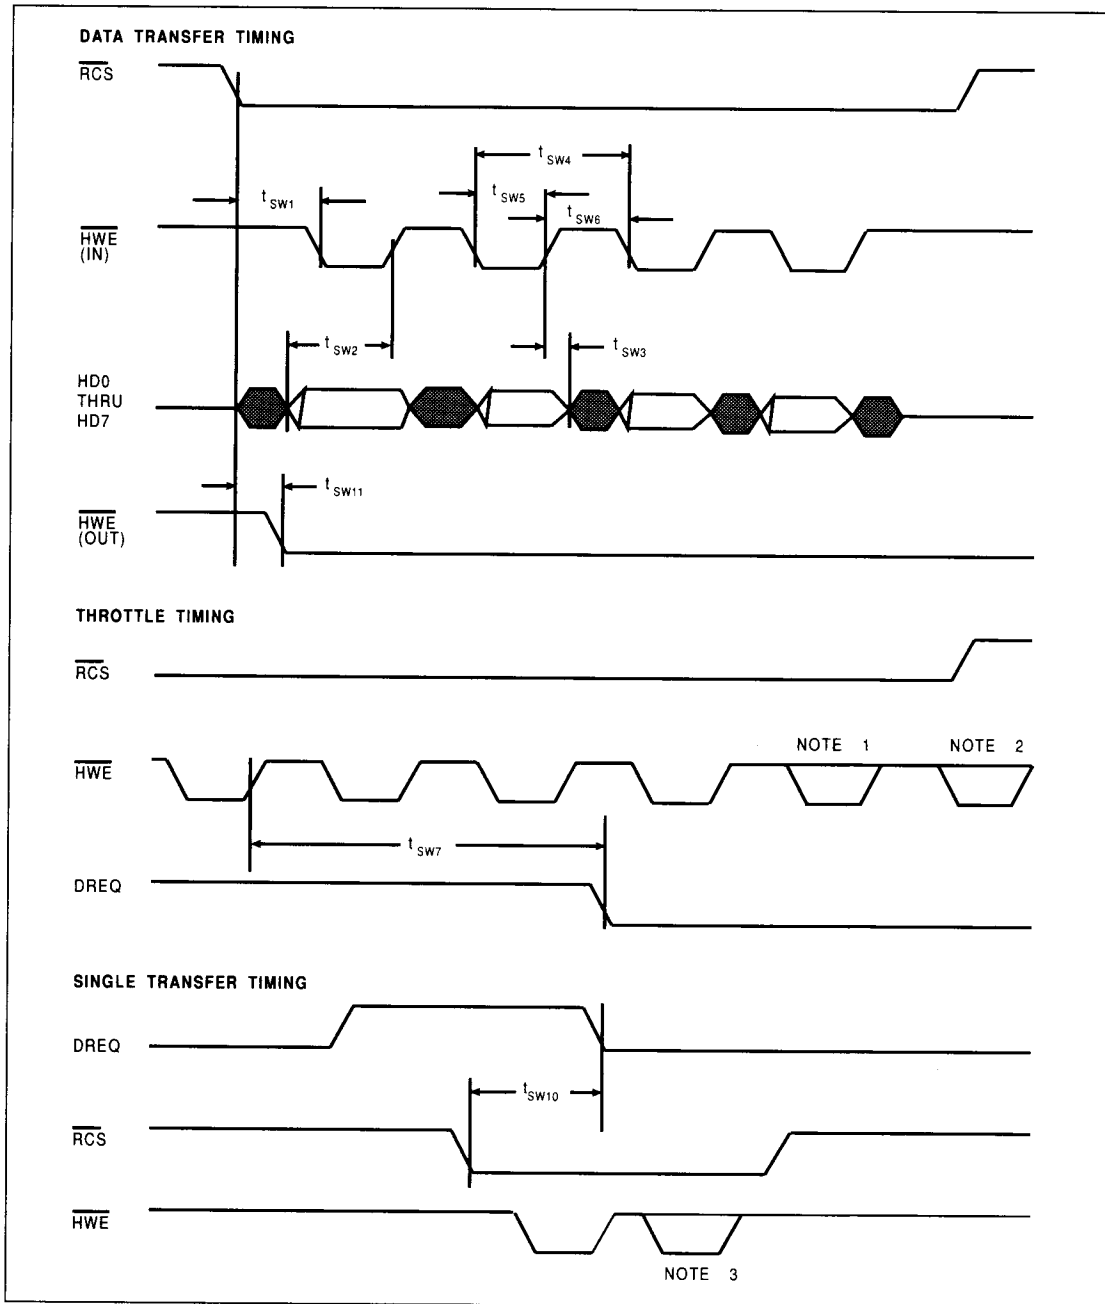 DATA TRANSFER TIMING
RCS
tSW4
tSW5
tSW1
tSW6
HWE
(IN)
tSW2
tSW3
HD0
THRU
HD7
tSW11
HWE
(OUT)
THROTTLE TIMING
RCS
NOTE 1
NOTE 2
HWE
tSW7
DREQ
SINGLE TRANSFER TIMING
DREQ
tSW10
RCS
HWE
NOTE 3